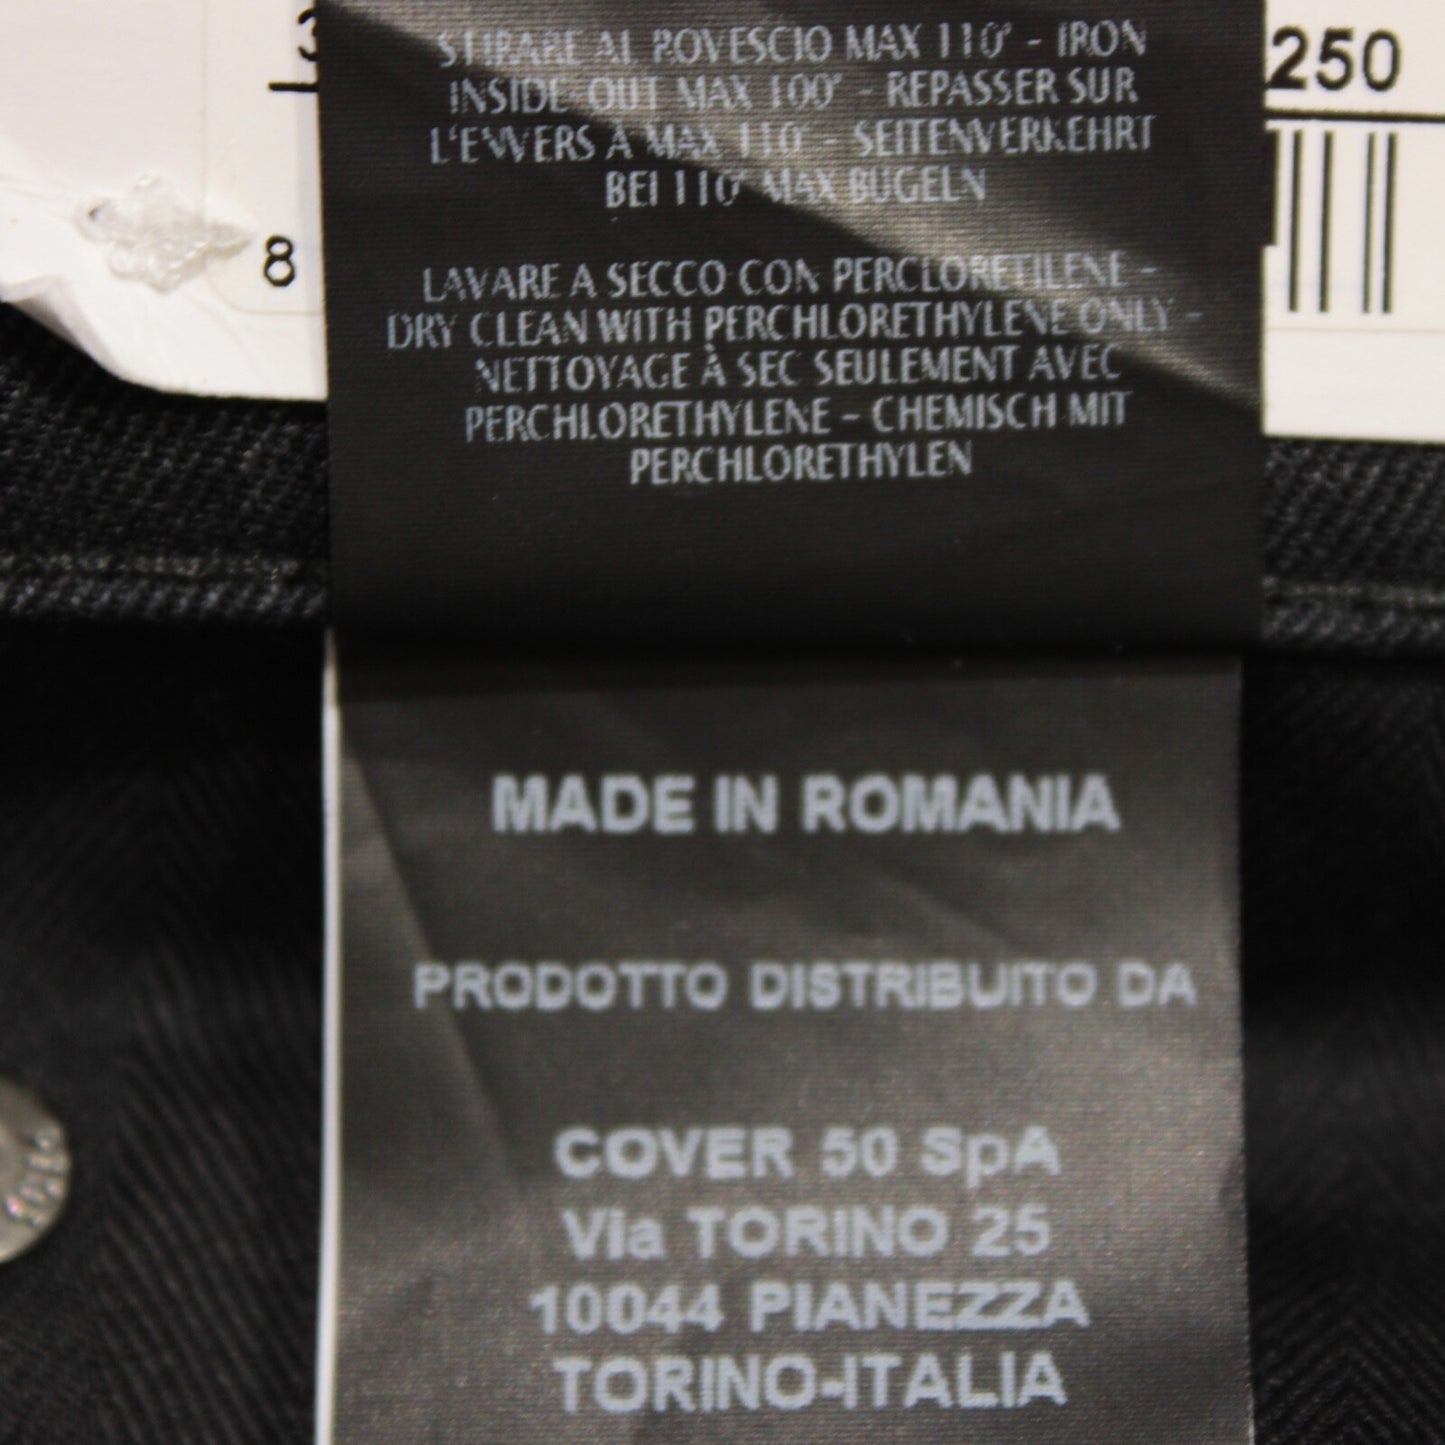 250
8
STIRARE AL ROVESCIO MAX 110° - IRON
INSIDE-OUT MAX 100° - REPASSER SUR
L'ENVERS A MAX 110° - SEITENVERKEHRT
BEI 110° MAX BUGELN
LAVARE A SECCO CON PERCLORETILENE -
DRY CLEAN WITH PERCHLORETHYLENE ONLY -
NETTOYAGE À SEC SEULEMENT AVEC
PERCHLORETHYLENE - CHEMISCH MIT
PERCHLORETHYLEN
MADE IN ROMANIA
PRODOTTO DISTRIBUITO DA
COVER 50 SpA
Via TORINO 25
10044 PIANEZZA
TORINO-ITALIA